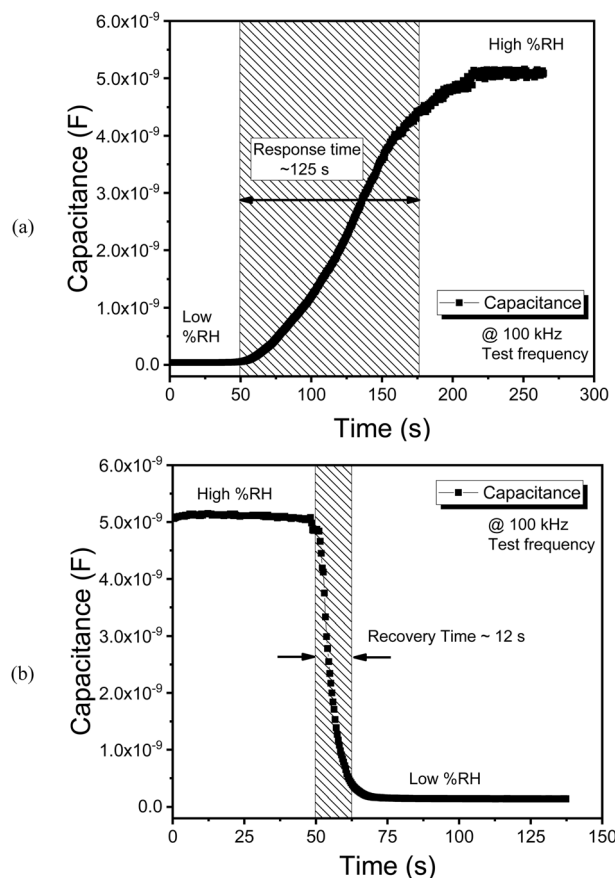 (a)
Capacitance (F)
6.0x10⁻⁹
5.0x10⁻⁹
4.0x10⁻⁹
3.0x10⁻⁹
2.0x10⁻⁹
1.0x10⁻⁹
0.0
High %RH
Response time
~125 s
Low
%RH
Capacitance
@ 100 kHz
Test frequency
0 50 100 150 200 250 300
Time (s)
(b)
Capacitance (F)
6.0x10⁻⁹
5.0x10⁻⁹
4.0x10⁻⁹
3.0x10⁻⁹
2.0x10⁻⁹
1.0x10⁻⁹
0.0
High %RH
Capacitance
@ 100 kHz
Test frequency
Recovery Time ~ 12 s
Low %RH
0 25 50 75 100 125 150
Time (s)